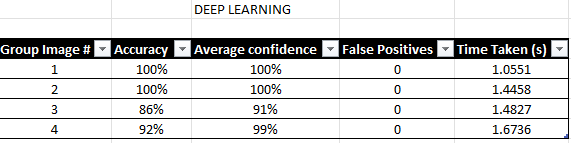 DEEP LEARNING
Group Image # Accuracy Average confidence False Positives Time Taken (s)
1 100% 100% 0 1.0551
2 100% 100% 0 1.4458
3 86% 91% 0 1.4827
4 92% 99% 0 1.6736